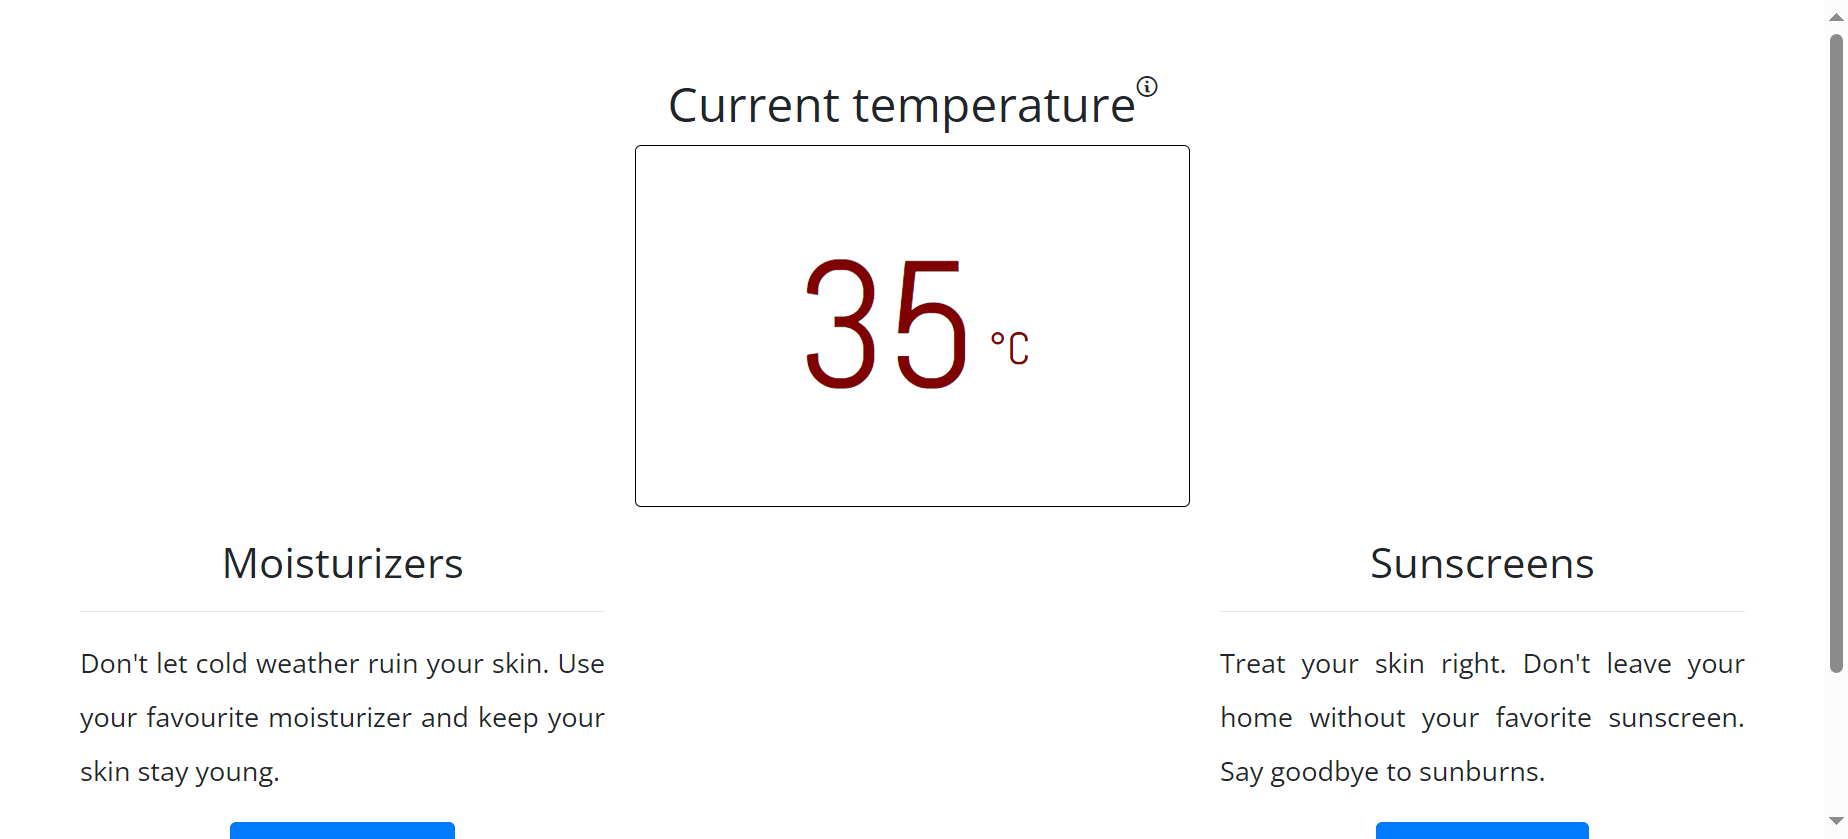 Current temperature
35 °C
Moisturizers
Don't let cold weather ruin your skin. Use
your favourite moisturizer and keep your
skin stay young.
Sunscreens
Treat your skin right. Don't leave your
home without your favorite sunscreen.
Say goodbye to sunburns.